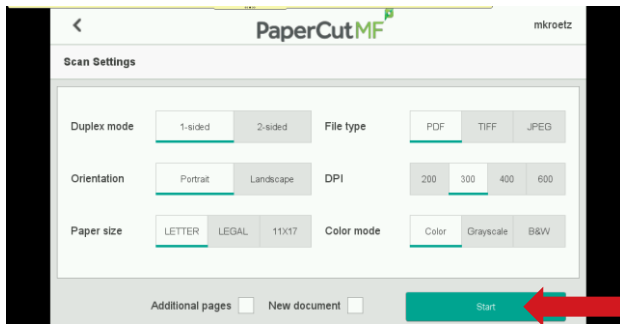 PaperCutMF
mkroetz
Scan Settings
Duplex mode 1-sided 2-sided File type PDF TIFF JPEG
Orientation Portrait Landscape DPI 200 300 400 600
Paper size LETTER LEGAL 11X17 Color mode Color Grayscale B&W
Additional pages New document Start